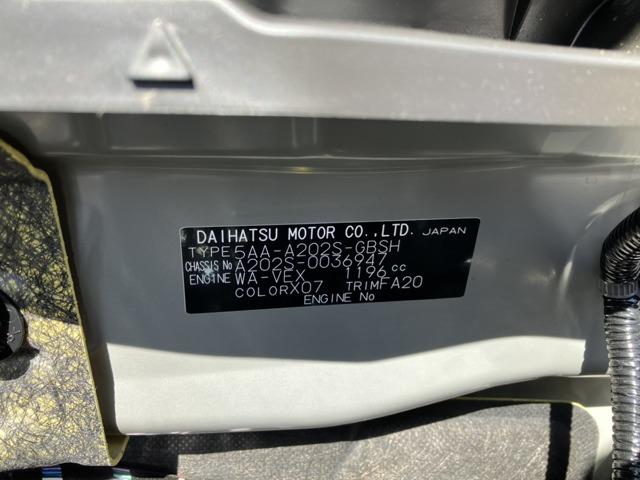 DAIHATSU MOTOR CO.,LTD. JAPAN
TYPE 5AA-A202S-GBSH
CHASSIS No A202S-0036947
ENGINE WA-VEX 1196cc
COLOR X07 TRIM FA20
ENGINE No